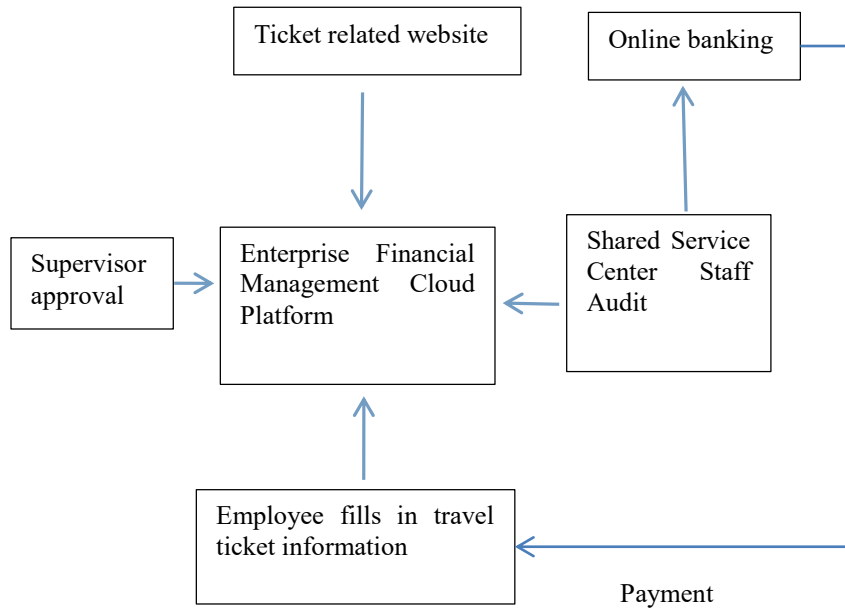 Ticket related website
Online banking
Supervisor
approval
Enterprise Financial
Management Cloud
Platform
Shared Service
Center Staff
Audit
Employee fills in travel
ticket information
Payment